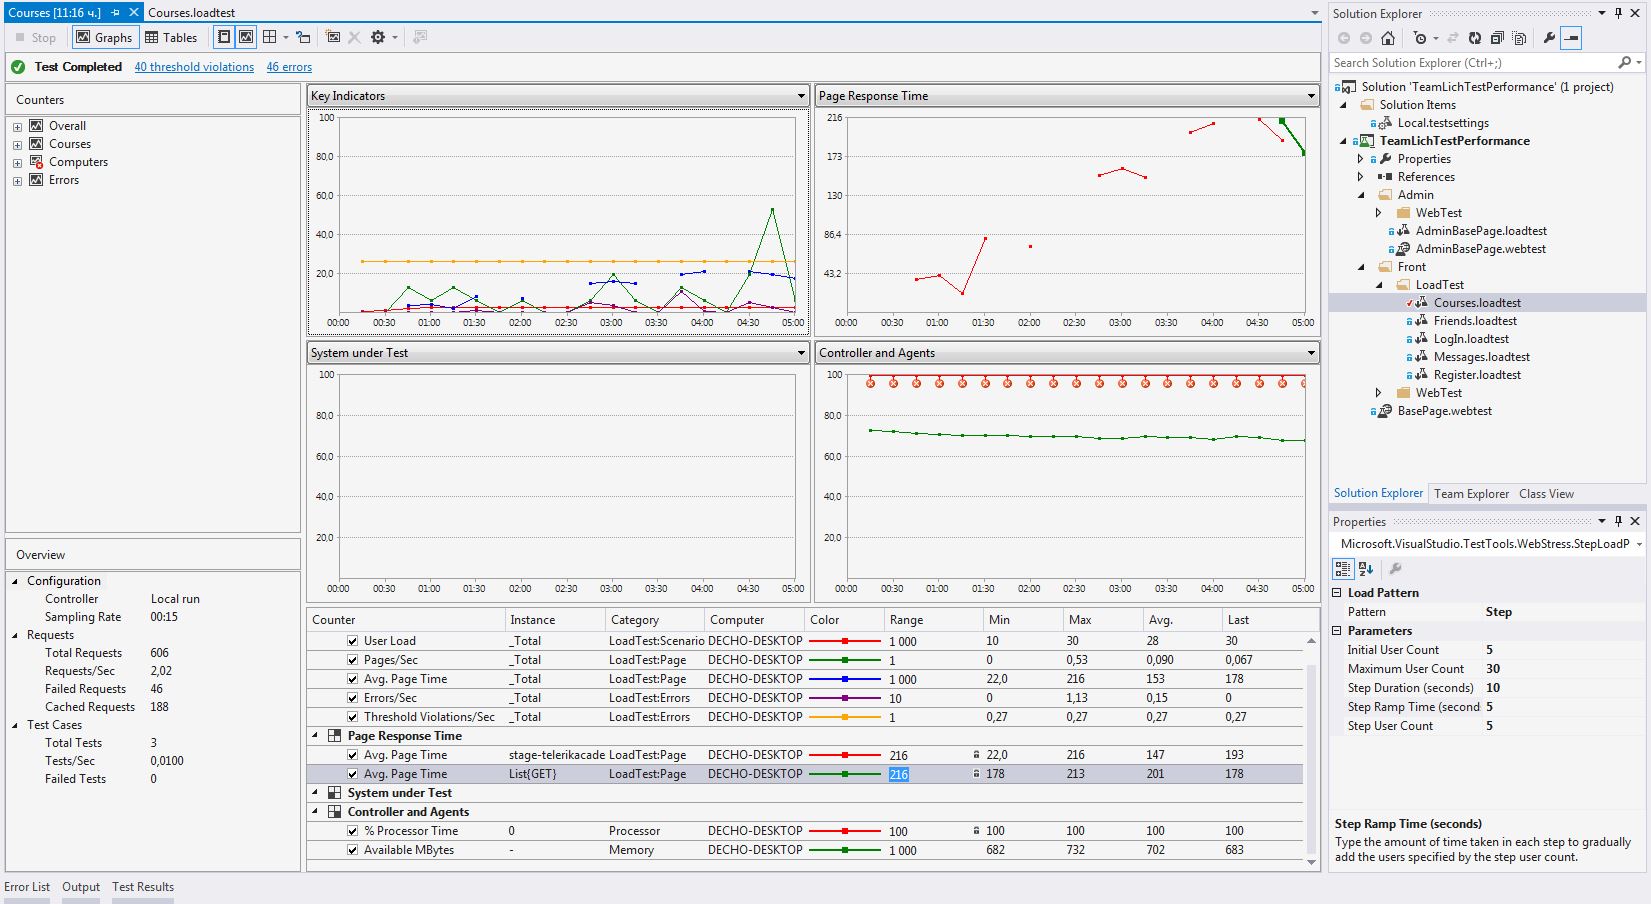 Courses [11:16 ч.]
Courses.loadtest
Stop
Graphs
Tables
Test Completed 40 threshold violations 46 errors
Counters
Overall
Courses
Computers
Errors
Overview
Configuration
Controller Local run
Sampling Rate 00:15
Requests
Total Requests 606
Requests/Sec 2,02
Failed Requests 46
Cached Requests 188
Test Cases
Total Tests 3
Tests/Sec 0,0100
Failed Tests 0
Key Indicators
100
80,0
60,0
40,0
20,0
00:00 00:30 01:00 01:30 02:00 02:30 03:00 03:30 04:00 04:30 05:00
Page Response Time
216
173
130
86,4
43,2
00:00 00:30 01:00 01:30 02:00 02:30 03:00 03:30 04:00 04:30 05:00
System under Test
100
80,0
60,0
40,0
20,0
00:00 00:30 01:00 01:30 02:00 02:30 03:00 03:30 04:00 04:30 05:00
Controller and Agents
100
80,0
60,0
40,0
20,0
00:00 00:30 01:00 01:30 02:00 02:30 03:00 03:30 04:00 04:30 05:00
Counter Instance Category Computer Color Range Min Max Avg. Last
User Load _Total LoadTest:Scenario DECHO-DESKTOP 1 000 10 30 28 30
Pages/Sec _Total LoadTest:Page DECHO-DESKTOP 1 0 0,53 0,090 0,067
Avg. Page Time _Total LoadTest:Page DECHO-DESKTOP 1 000 22,0 216 153 178
Errors/Sec _Total LoadTest:Errors DECHO-DESKTOP 10 0 1,13 0,15 0
Threshold Violations/Sec _Total LoadTest:Errors DECHO-DESKTOP 1 0,27 0,27 0,27 0,27
Page Response Time
Avg. Page Time stage-telerikacade LoadTest:Page DECHO-DESKTOP 216 22,0 216 147 193
Avg. Page Time List{GET} LoadTest:Page DECHO-DESKTOP 216 178 213 201 178
System under Test
Controller and Agents
% Processor Time 0 Processor DECHO-DESKTOP 100 100 100 100 100
Available MBytes - Memory DECHO-DESKTOP 1 000 682 732 702 683
Error List Output Test Results
Solution Explorer
Search Solution Explorer (Ctrl+;)
Solution 'TeamLichTestPerformance' (1 project)
Solution Items
Local.testsettings
TeamLichTestPerformance
Properties
References
Admin
WebTest
AdminBasePage.loadtest
AdminBasePage.webtest
Front
LoadTest
Courses.loadtest
Friends.loadtest
LogIn.loadtest
Messages.loadtest
Register.loadtest
WebTest
BasePage.webtest
Solution Explorer Team Explorer Class View
Properties
Microsoft.VisualStudio.TestTools.WebStress.StepLoadP
Load Pattern
Pattern Step
Parameters
Initial User Count 5
Maximum User Count 30
Step Duration (seconds) 10
Step Ramp Time (second 5
Step User Count 5
Step Ramp Time (seconds)
Type the amount of time taken in each step to gradually
add the users specified by the step user count.